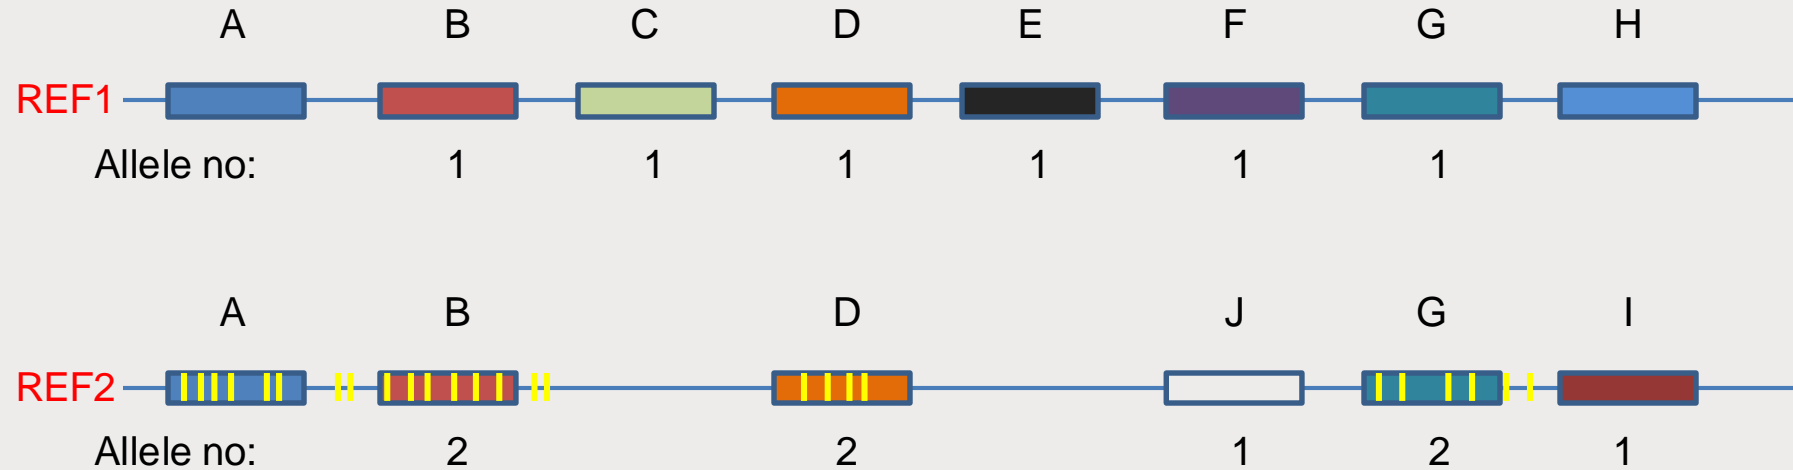 A B C D E F G H
REF1
Allele no: 1 1 1 1 1 1
A B D J G I
REF2
Allele no: 2 2 1 2 1